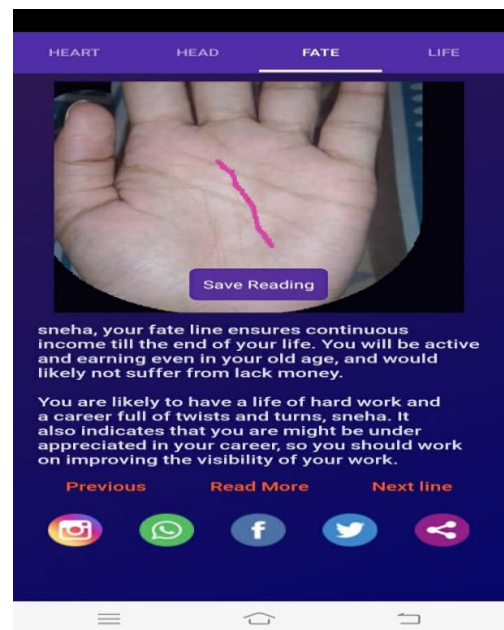 HEART HEAD FATE LIFE
Save Reading
sneha, your fate line ensures continuous
income till the end of your life. You will be active
and earning even in your old age, and would
likely not suffer from lack money.
You are likely to have a life of hard work and
a career full of twists and turns, sneha. It
also indicates that you are might be under
appreciated in your career, so you should work
on improving the visibility of your work.
Previous Read More Next line